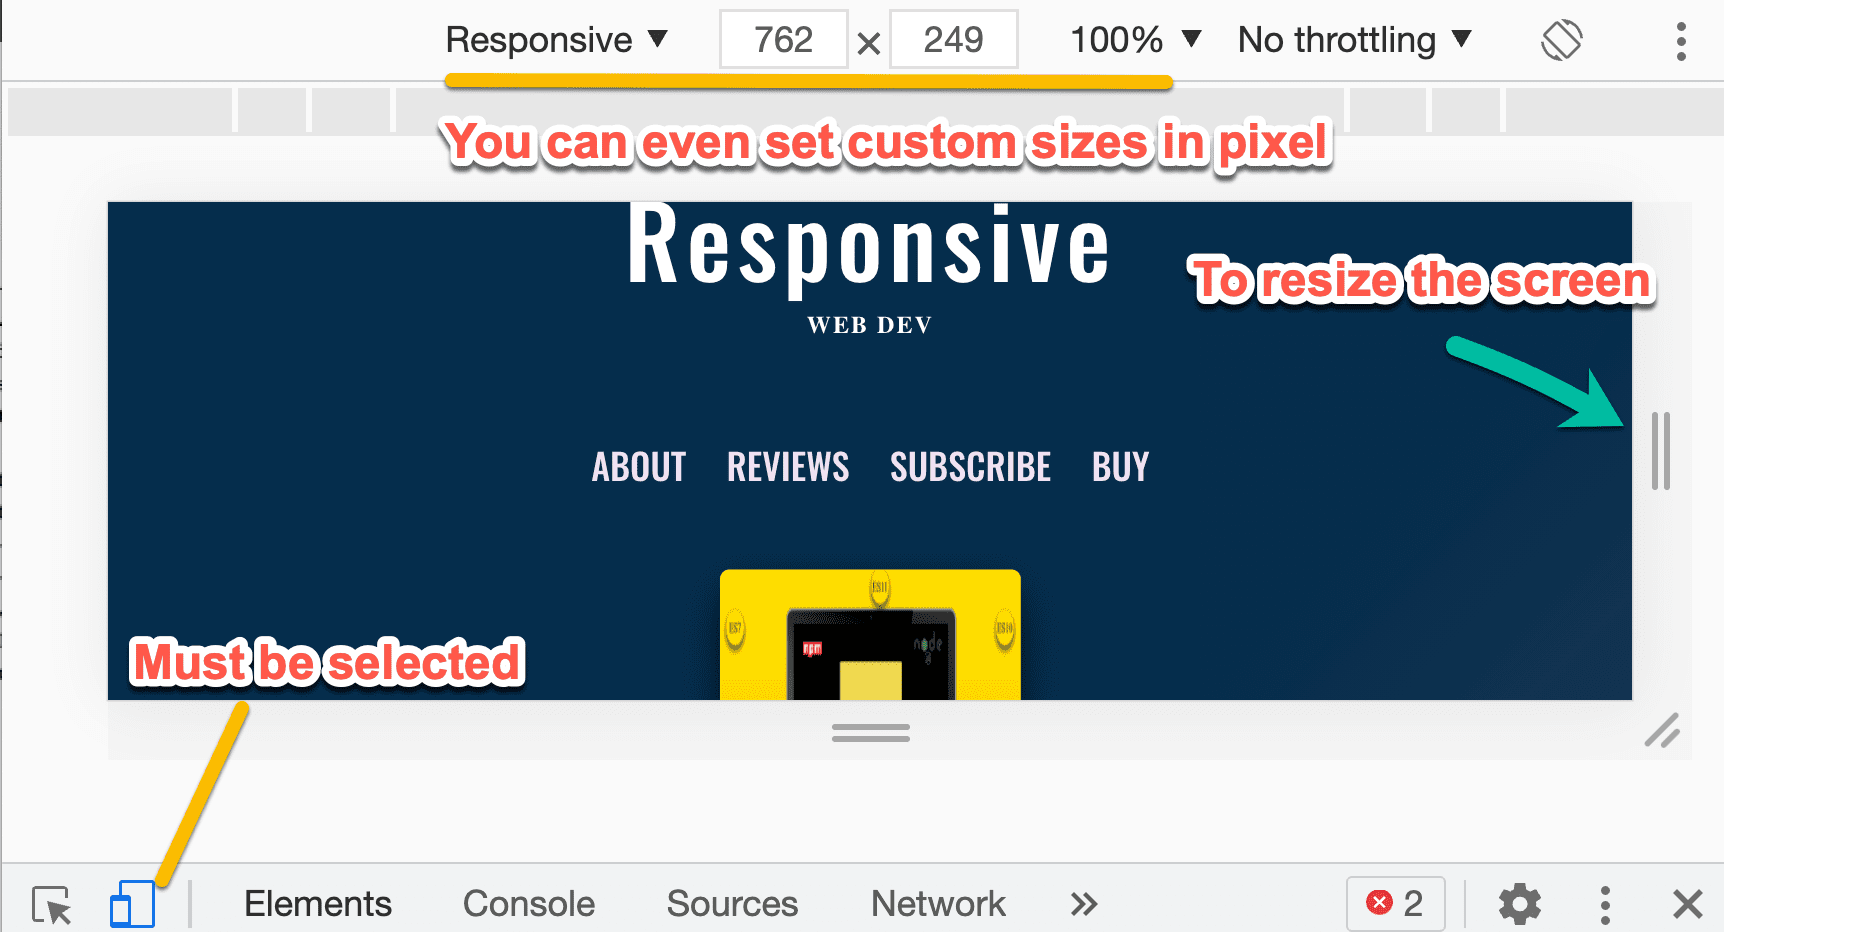 Responsive ▼ 762 × 249 100% ▼ No throttling ▼
You can even set custom sizes in pixel
Responsive
To resize the screen
WEB DEV
ABOUT REVIEWS SUBSCRIBE BUY
ES11
ES7 ES10
npm node
Must be selected
Elements Console Sources Network » 2